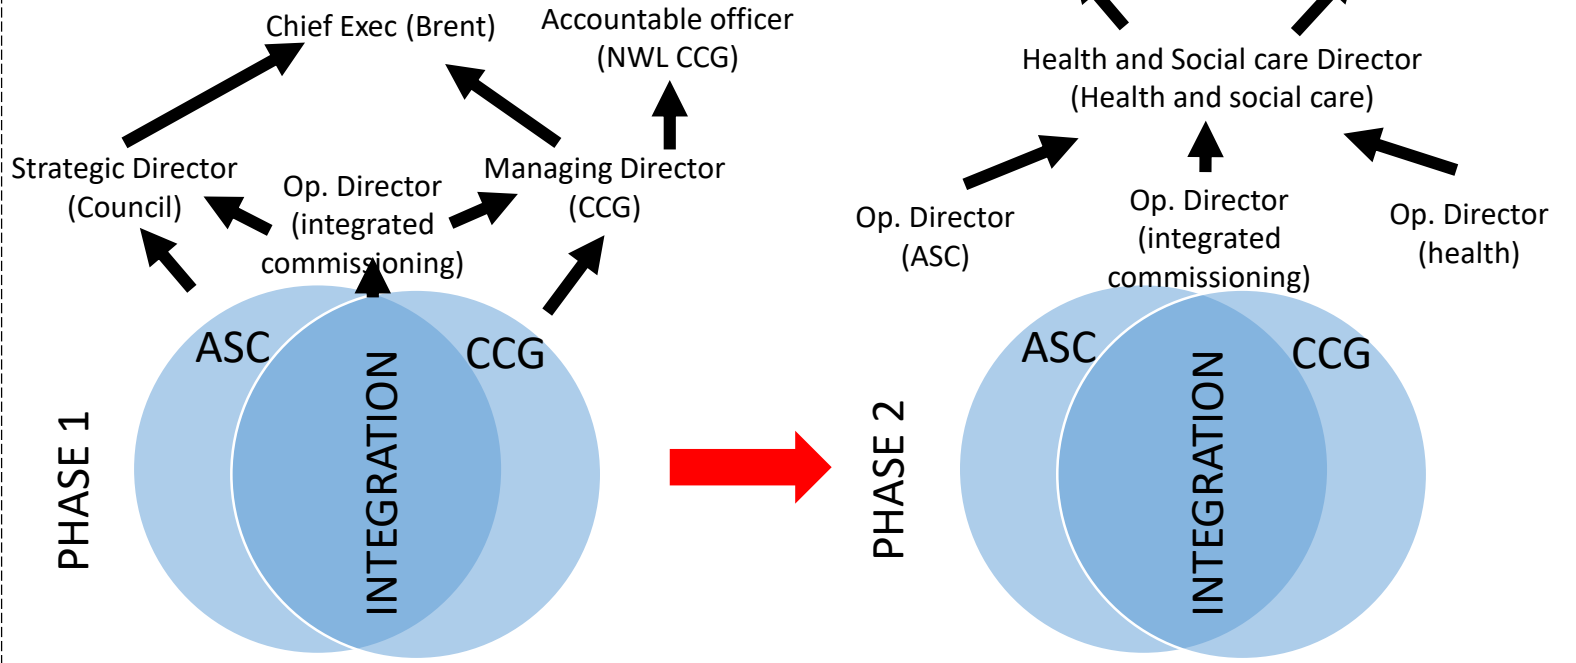 Chief Exec (Brent)
Accountable officer
(NWL CCG)
Strategic Director
(Council)
Op. Director
(integrated
commissioning)
Managing Director
(CCG)
ASC
CCG
INTEGRATION
PHASE 1
Health and Social care Director
(Health and social care)
Op. Director
(ASC)
Op. Director
(integrated
commissioning)
Op. Director
(health)
ASC
CCG
INTEGRATION
PHASE 2